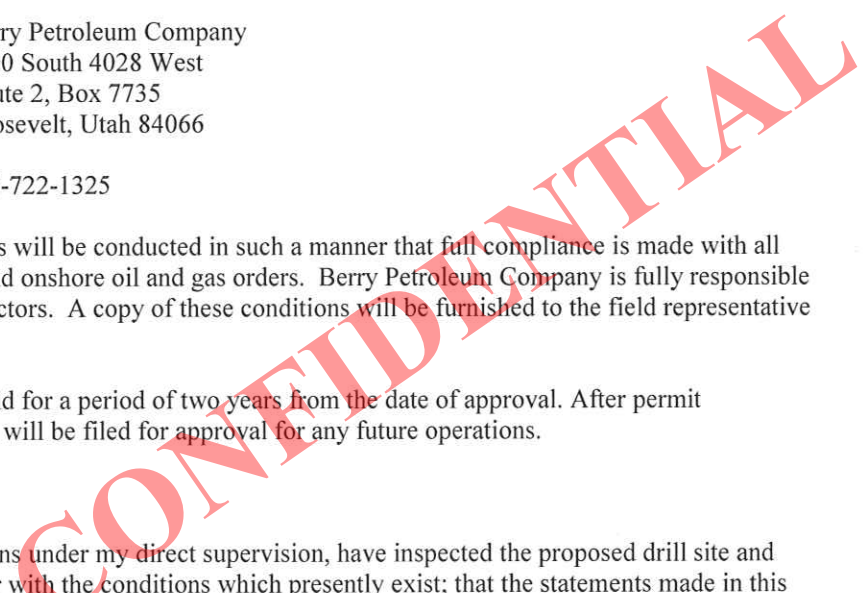 ry Petroleum Company
0 South 4028 West
ute 2, Box 7735
osevelt, Utah 84066
-722-1325
s will be conducted in such a manner that full compliance is made with all
d onshore oil and gas orders. Berry Petroleum Company is fully responsible
ctors. A copy of these conditions will be furnished to the field representative
d for a period of two years from the date of approval. After permit
will be filed for approval for any future operations.
ns under my direct supervision, have inspected the proposed drill site and
r with the conditions which presently exist; that the statements made in this
CONFIDENTIAL